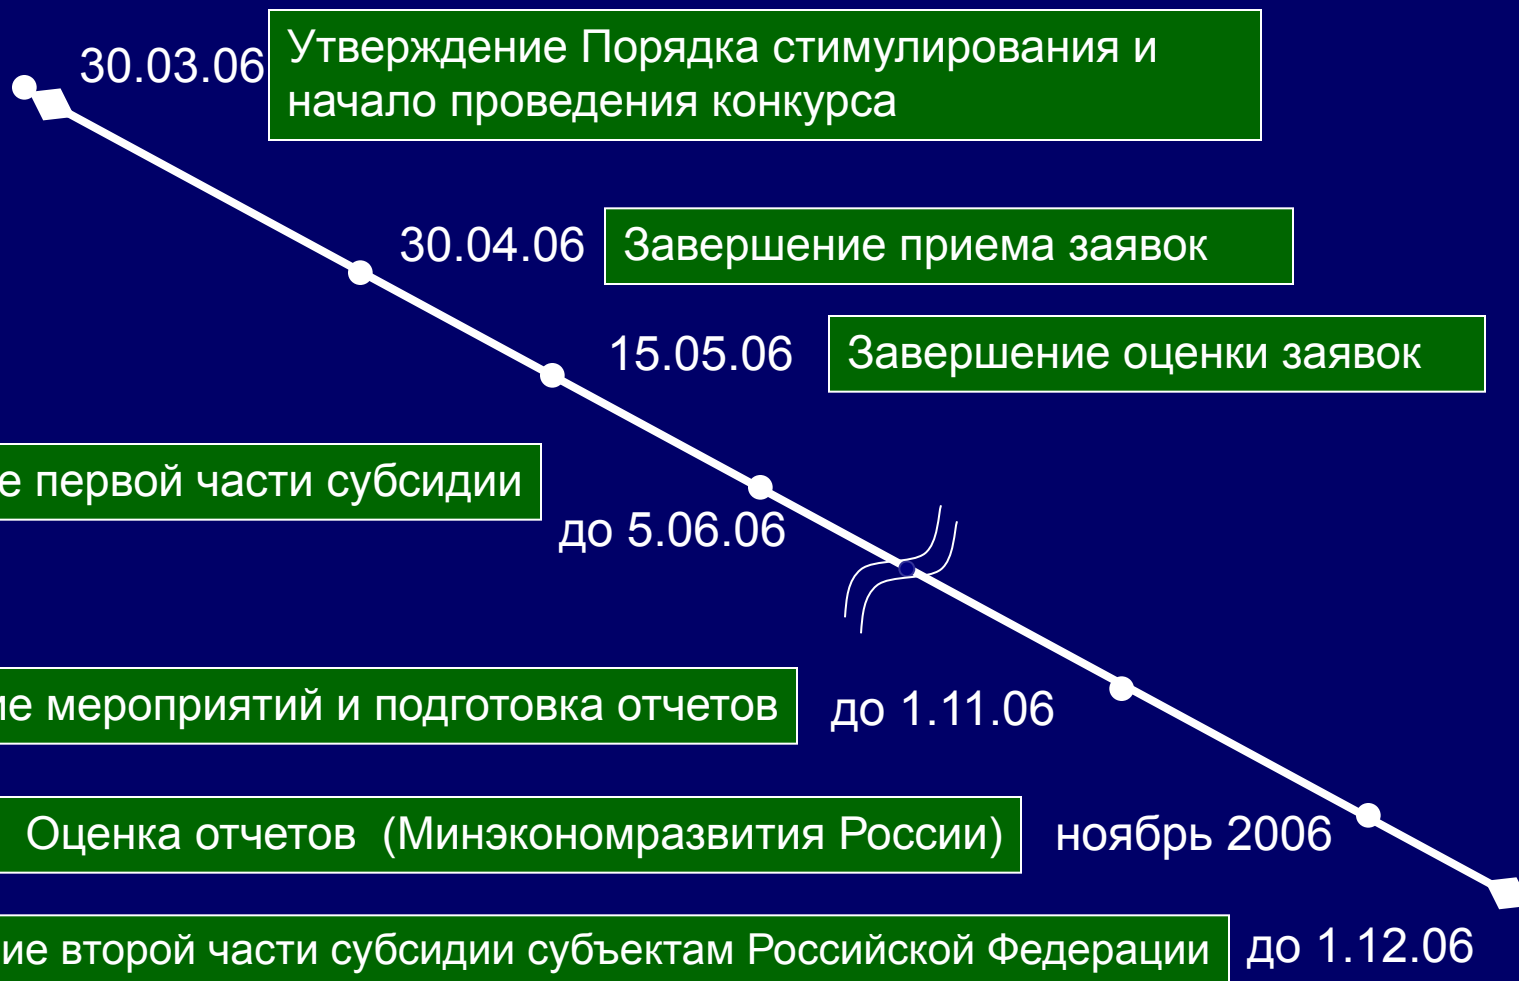 30.03.06
Утверждение Порядка стимулирования и
начало проведения конкурса
30.04.06
Завершение приема заявок
15.05.06
Завершение оценки заявок
первой части субсидии
до 5.06.06
мероприятий и подготовка отчетов
до 1.11.06
Оценка отчетов (Минэкономразвития России)
ноябрь 2006
второй части субсидии субъектам Российской Федерации
до 1.12.06